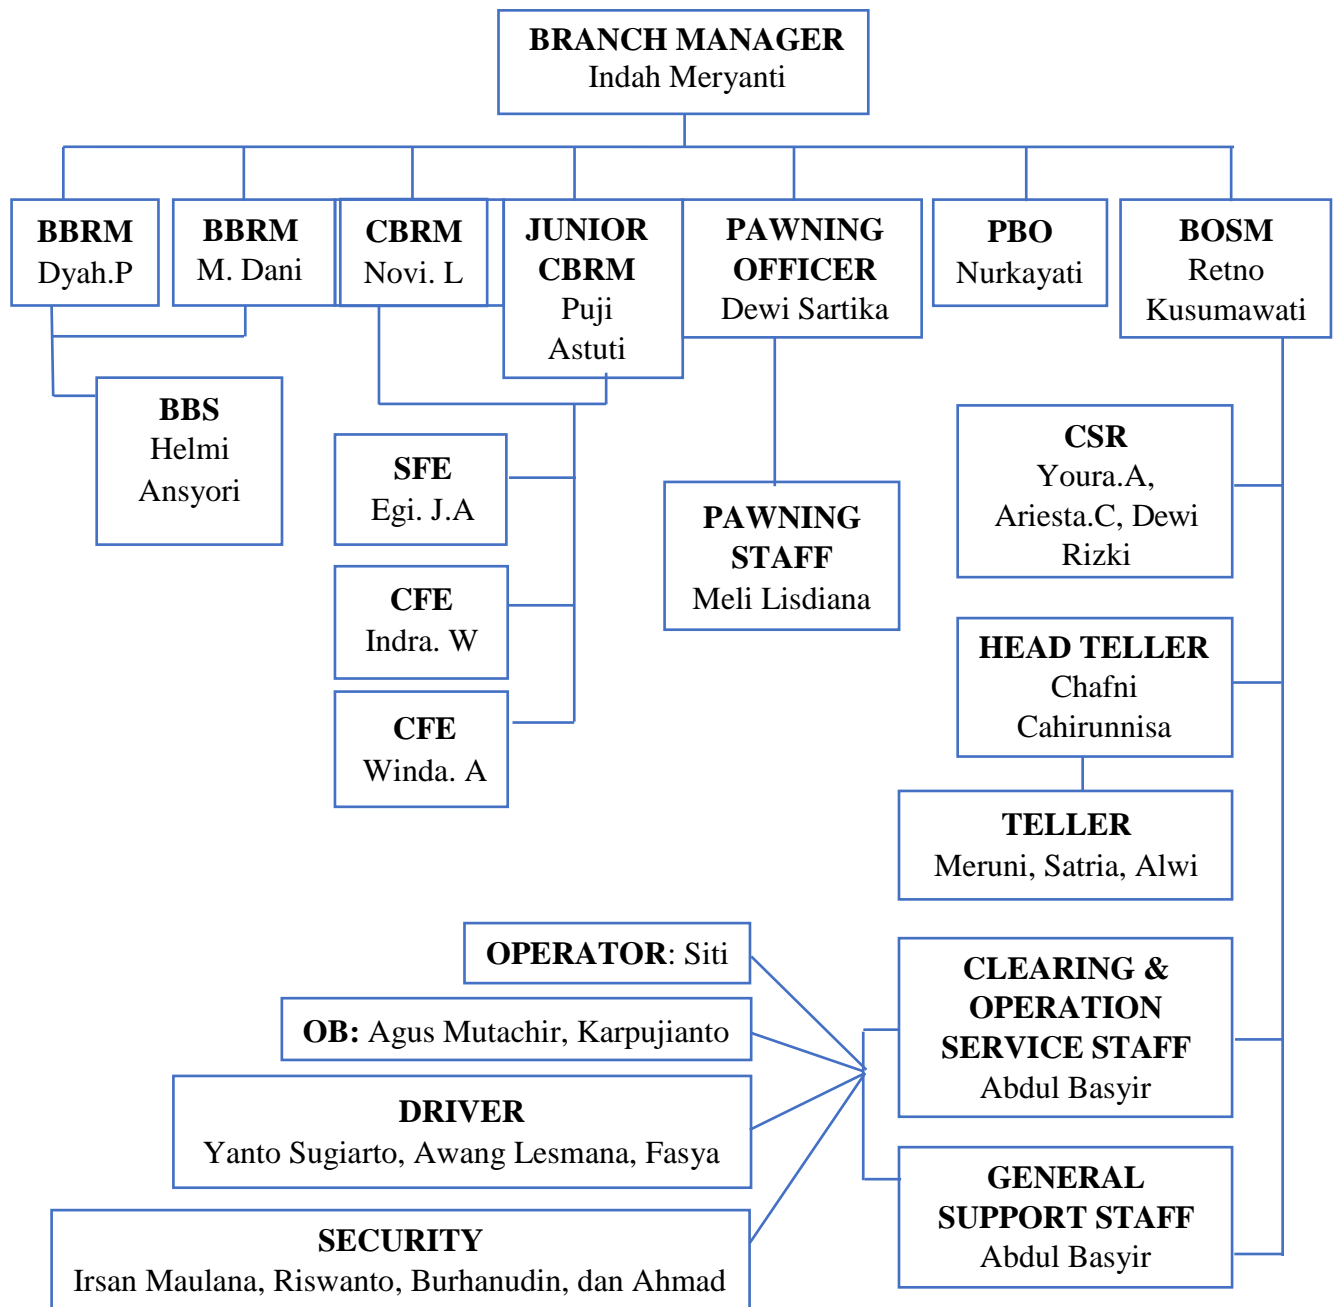 BRANCH MANAGER
Indah Meryanti
BBRM
Dyah.P
BBRM
M. Dani
CBRM
Novi. L
JUNIOR
CBRM
Puji
Astuti
PAWNING
OFFICER
Dewi Sartika
PBO
Nurkayati
BOSM
Retno
Kusumawati
BBS
Helmi
Ansyori
SFE
Egi. J.A
CFE
Indra. W
CFE
Winda. A
PAWNING
STAFF
Meli Lisdiana
CSR
Youra.A,
Ariesta.C, Dewi
Rizki
HEAD TELLER
Chafni
Cahirunnisa
TELLER
Meruni, Satria, Alwi
OPERATOR: Siti
OB: Agus Mutachir, Karpujianto
DRIVER
Yanto Sugiarto, Awang Lesmana, Fasya
SECURITY
Irsan Maulana, Riswanto, Burhanudin, dan Ahmad
CLEARING &
OPERATION
SERVICE STAFF
Abdul Basyir
GENERAL
SUPPORT STAFF
Abdul Basyir